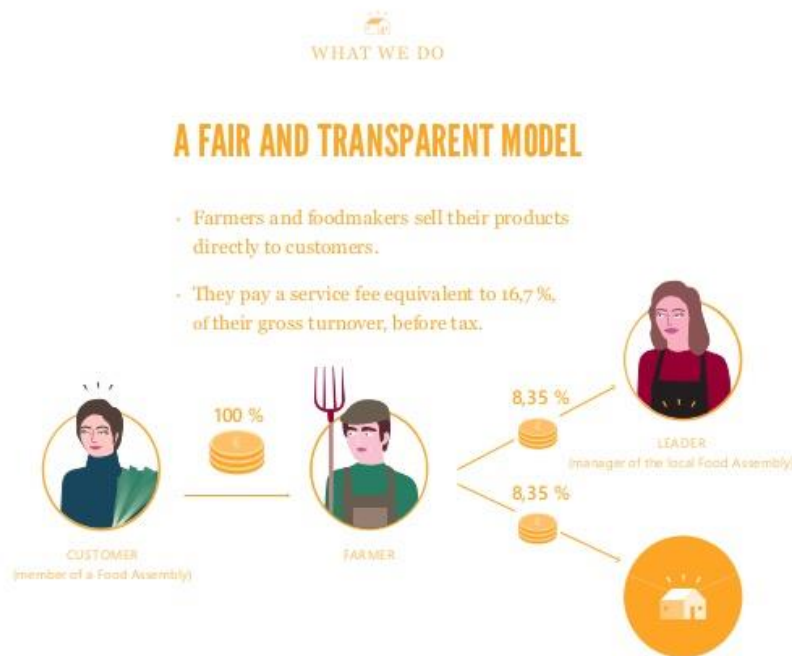 WHAT WE DO
A FAIR AND TRANSPARENT MODEL
· Farmers and foodmakers sell their products
directly to customers.
· They pay a service fee equivalent to 16,7 %,
of their gross turnover, before tax.
100 %
8,35 %
LEADER
(manager of the local Food Assembly)
8,35 %
CUSTOMER
(member of a Food Assembly)
FARMER